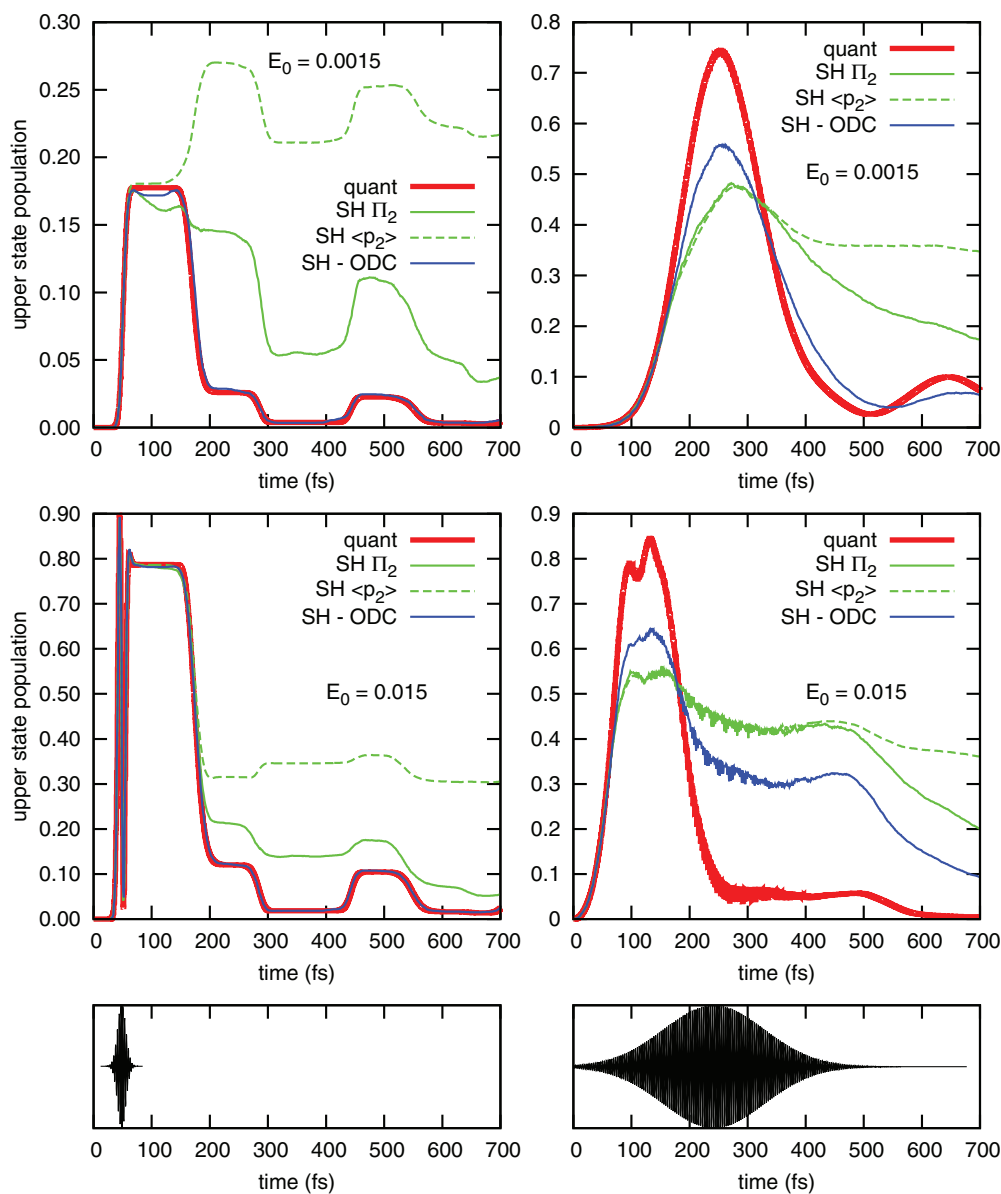 0.30
0.25
0.20
0.15
0.10
0.05
0.00
upper state population
E0 = 0.0015
quant
SH Π2
SH <p2>
SH - ODC
0 100 200 300 400 500 600 700
time (fs)
0.8
0.7
0.6
0.5
0.4
0.3
0.2
0.1
0
quant
SH Π2
SH <p2>
SH - ODC
E0 = 0.0015
0 100 200 300 400 500 600 700
time (fs)
0.90
0.80
0.70
0.60
0.50
0.40
0.30
0.20
0.10
0.00
upper state population
quant
SH Π2
SH <p2>
SH - ODC
E0 = 0.015
0 100 200 300 400 500 600 700
time (fs)
0.9
0.8
0.7
0.6
0.5
0.4
0.3
0.2
0.1
0
quant
SH Π2
SH <p2>
SH - ODC
E0 = 0.015
0 100 200 300 400 500 600 700
time (fs)
0 100 200 300 400 500 600 700
time (fs)
0 100 200 300 400 500 600 700
time (fs)